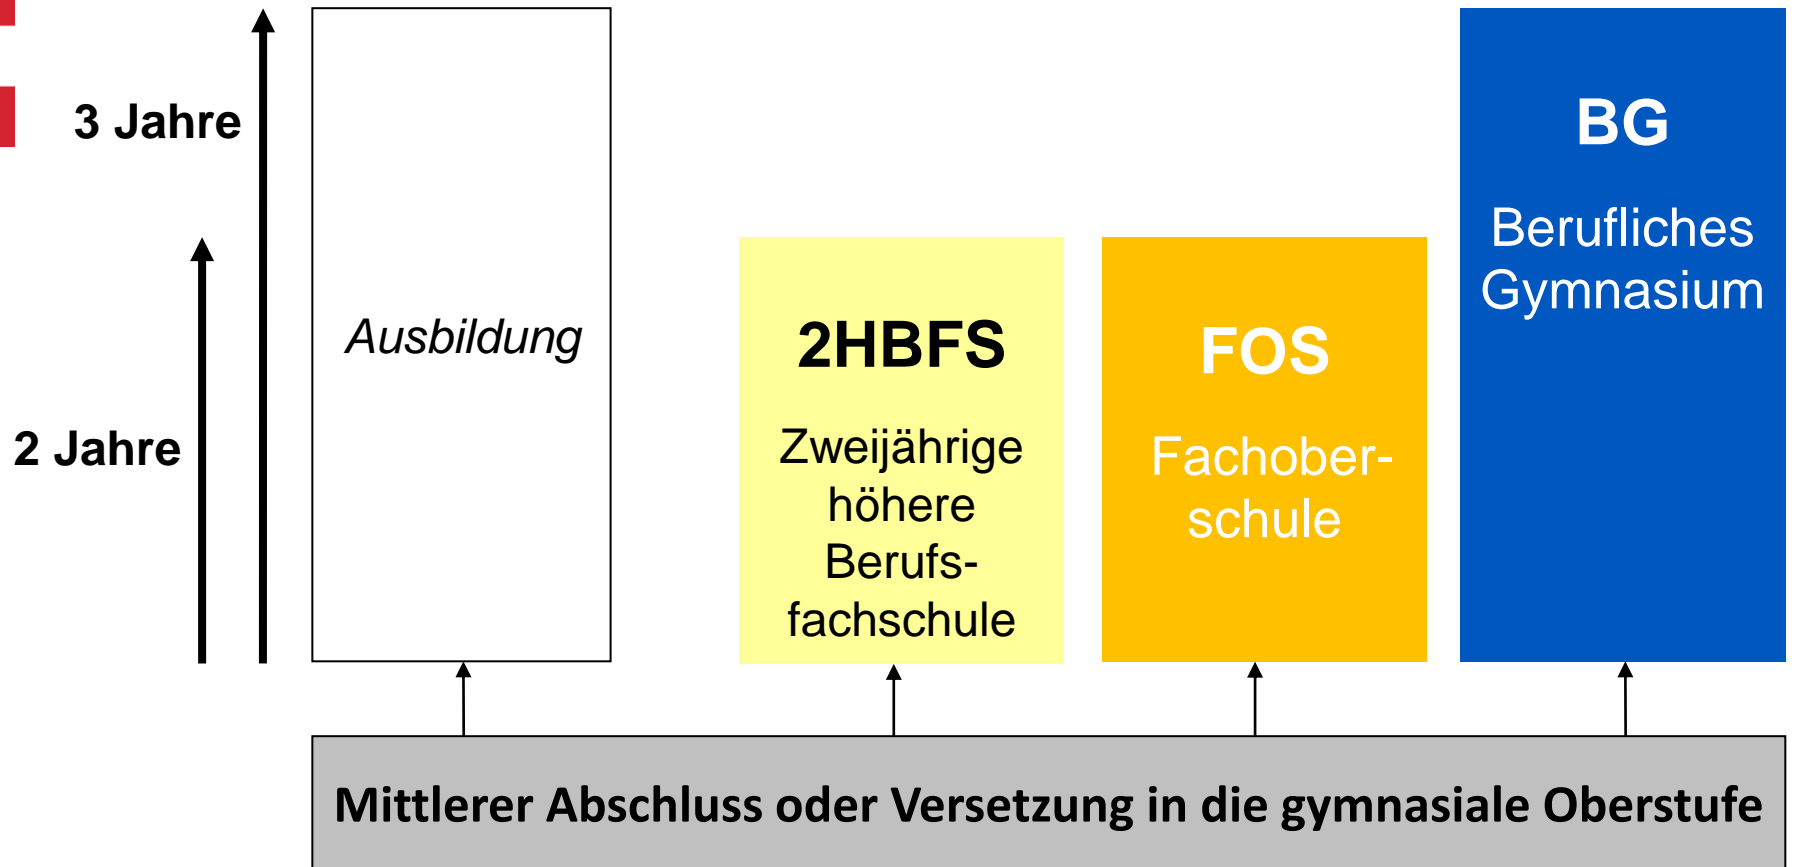 3 Jahre
2 Jahre
Ausbildung
2HBFS
Zweijährige
höhere
Berufs-
fachschule
FOS
Fachober-
schule
BG
Berufliches
Gymnasium
Mittlerer Abschluss oder Versetzung in die gymnasiale Oberstufe